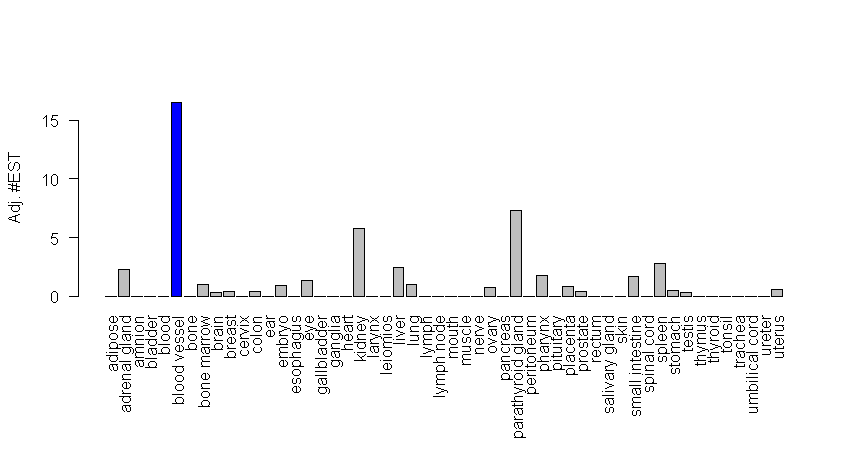 Adj. #EST
15
10
5
0
adipose
adrenal gland
amnion
bladder
blood
blood vessel
bone
bone marrow
brain
breast
cervix
colon
ear
embryo
esophagus
eye
gallbladder
ganglia
heart
kidney
larynx
leiomios
liver
lung
lymph
lymph node
mouth
muscle
nerve
ovary
pancreas
parathyroid gland
peritoneum
pharynx
pituitary
placenta
prostate
rectum
salivary gland
skin
small intestine
spinal cord
spleen
stomach
testis
thymus
thyroid
tonsil
trachea
umbilical cord
ureter
uterus